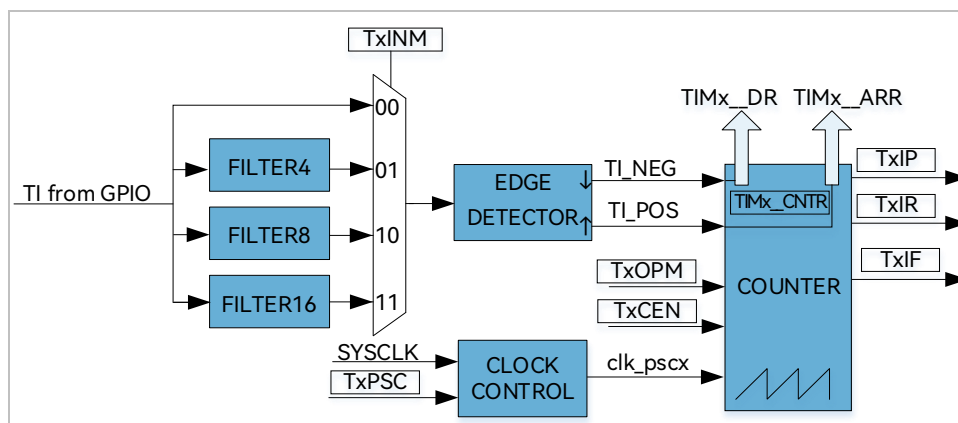 TxINM
TIMx__DR
TIMx__ARR
00
FILTER4
01
TI_NEG
TxIP
TI from GPIO
EDGE
DETECTOR
↓
↑
TIMx__CNTR
TI_POS
TxIR
FILTER8
10
TxOPM
TxIF
FILTER16
11
COUNTER
TxCEN
SYSCLK
CLOCK
CONTROL
clk_pscx
TxPSC